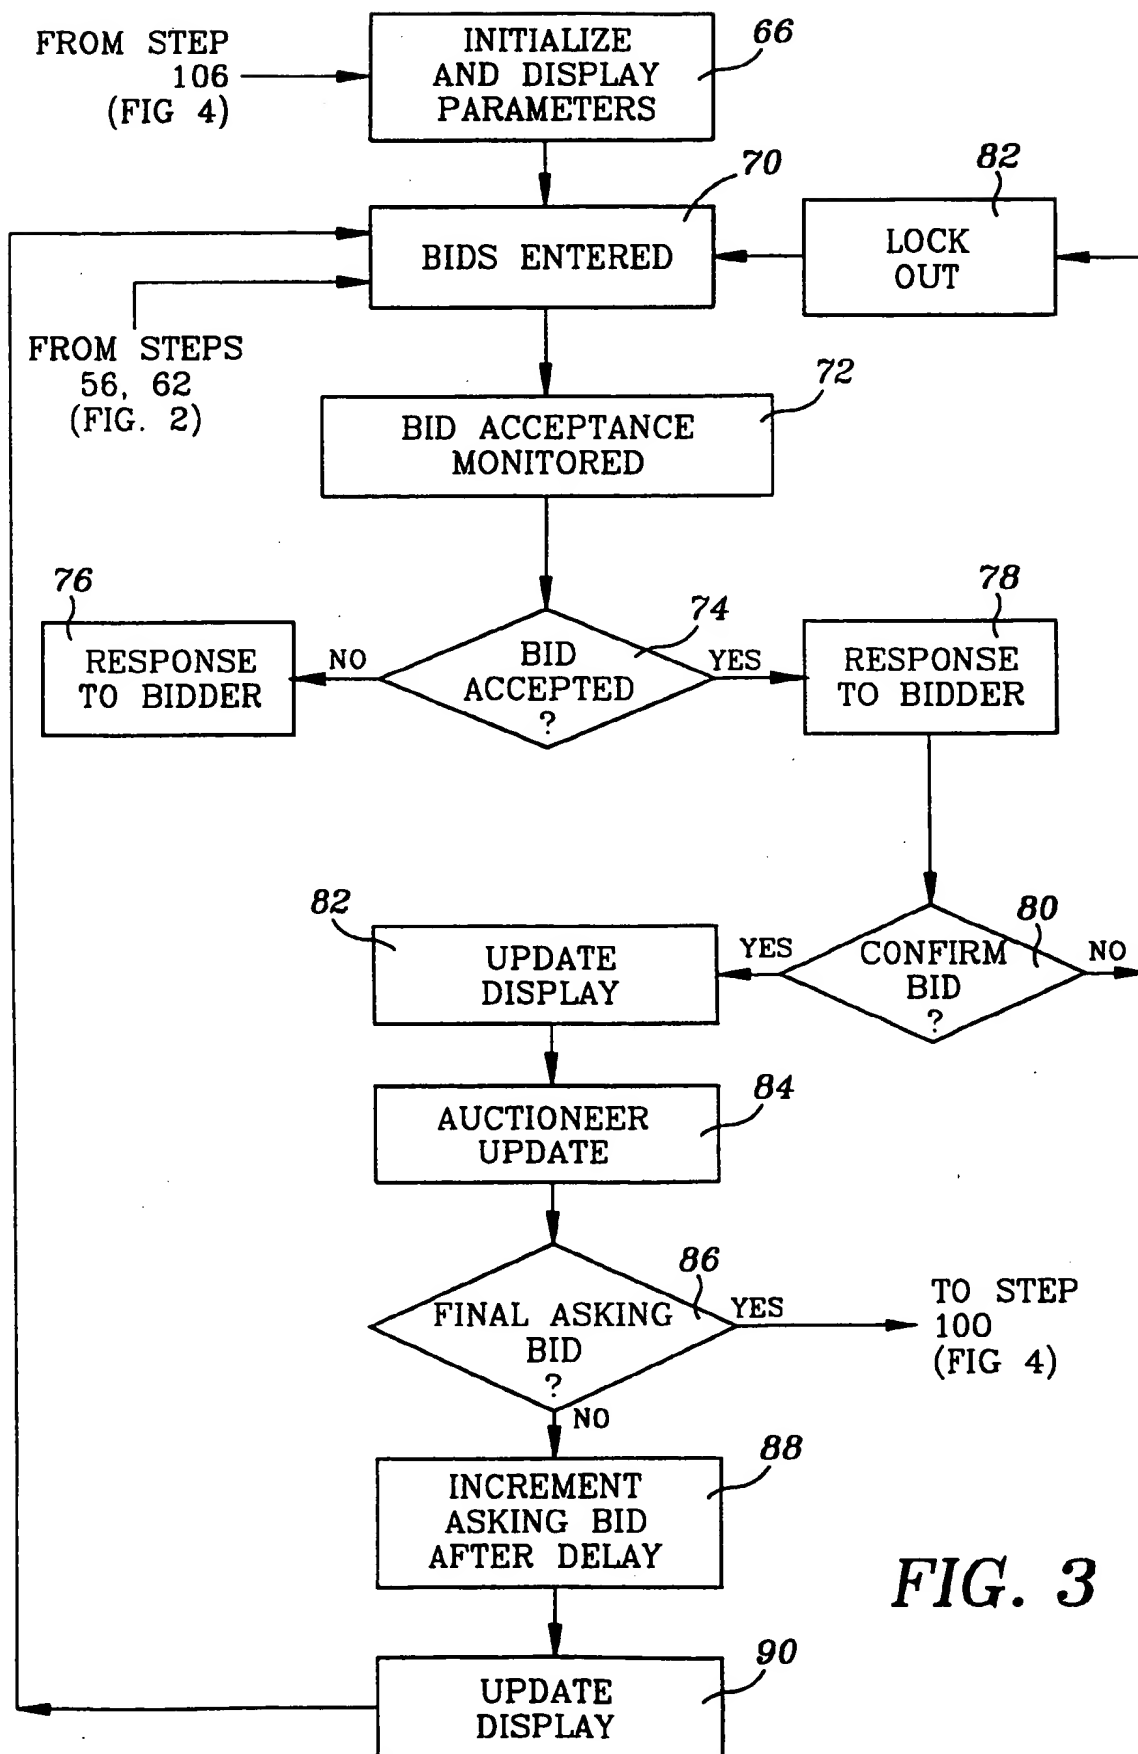 FROM STEP
106
(FIG 4)
INITIALIZE
AND DISPLAY
PARAMETERS
66
70
BIDS ENTERED
82
LOCK
OUT
FROM STEPS
56, 62
(FIG. 2)
72
BID ACCEPTANCE
MONITORED
76
RESPONSE
TO BIDDER
NO
74
BID
ACCEPTED
?
YES
78
RESPONSE
TO BIDDER
82
UPDATE
DISPLAY
YES
80
CONFIRM
BID
?
NO
84
AUCTIONEER
UPDATE
86
FINAL ASKING
BID
?
YES
TO STEP
100
(FIG 4)
NO
88
INCREMENT
ASKING BID
AFTER DELAY
FIG. 3
90
UPDATE
DISPLAY